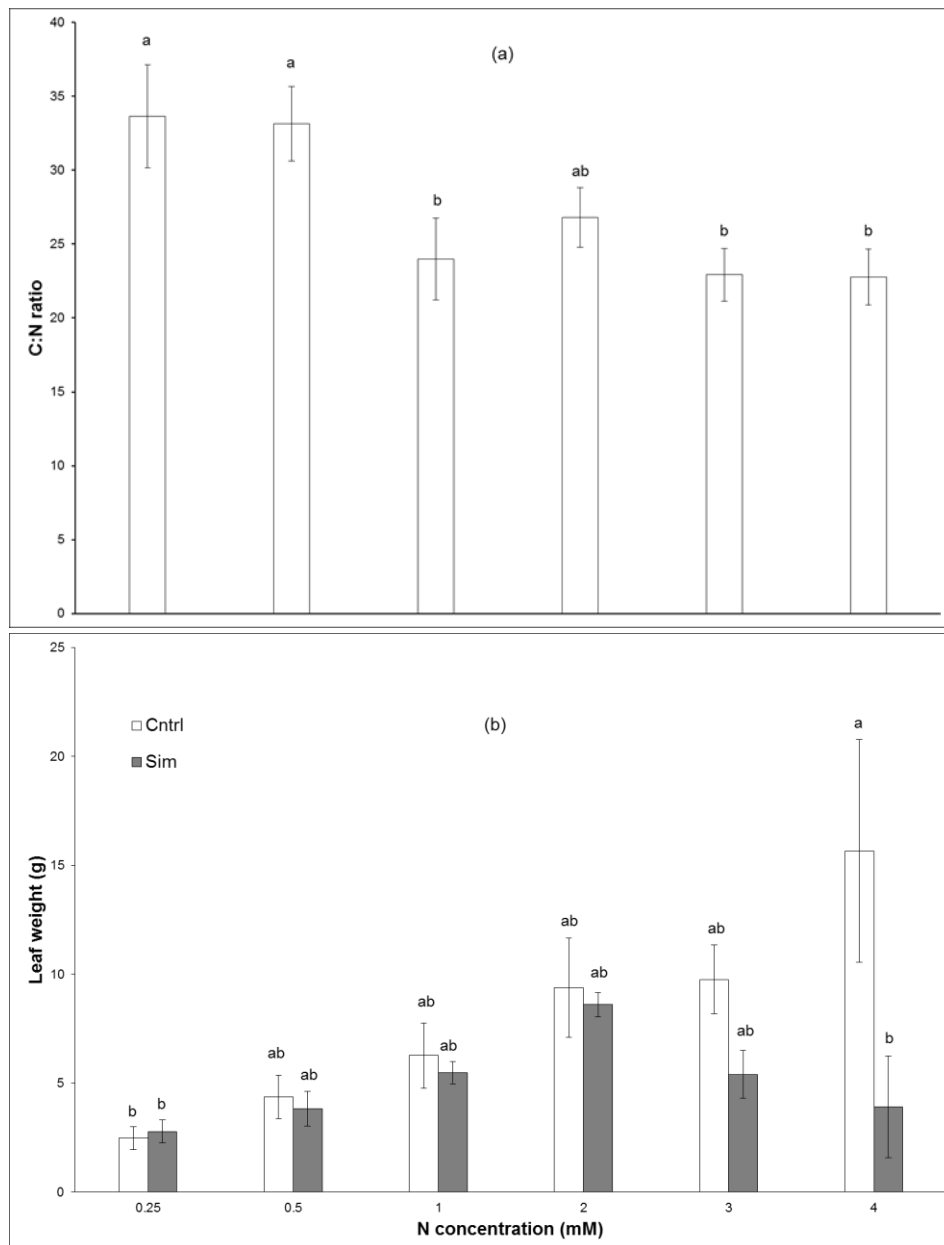 40
35
30
25
20
15
10
5
0
C:N ratio
(a)
a
a
b
ab
b
b
25
20
15
10
5
0
Leaf weight (g)
Cntrl
Sim
(b)
b b
ab ab
ab ab
ab ab
ab ab
a b
0.25 0.5 1 2 3 4
N concentration (mM)